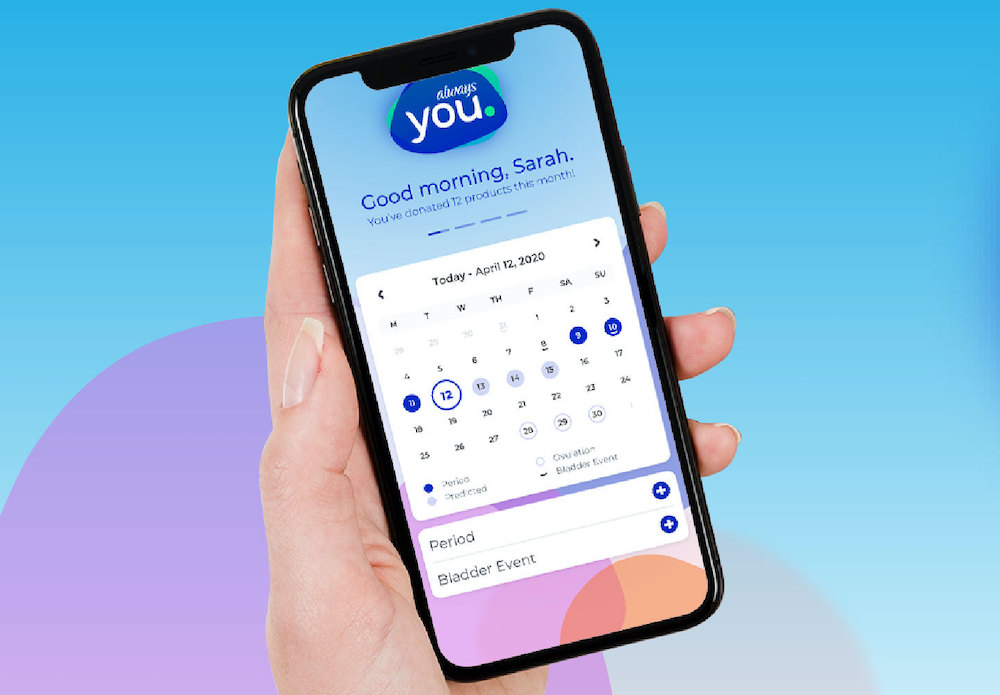 always
you.
Good morning, Sarah.
You've donated 12 products this month!
Today - April 12, 2020
M T W TH F SA SU
28 29 30 31 1 2 3
4 5 6 7 8 9 10
11 12 13 14 15 16 17
18 19 20 21 22 23 24
25 26 27 28 29 30
Period Ovulation
Predicted Bladder Event
Period
Bladder Event